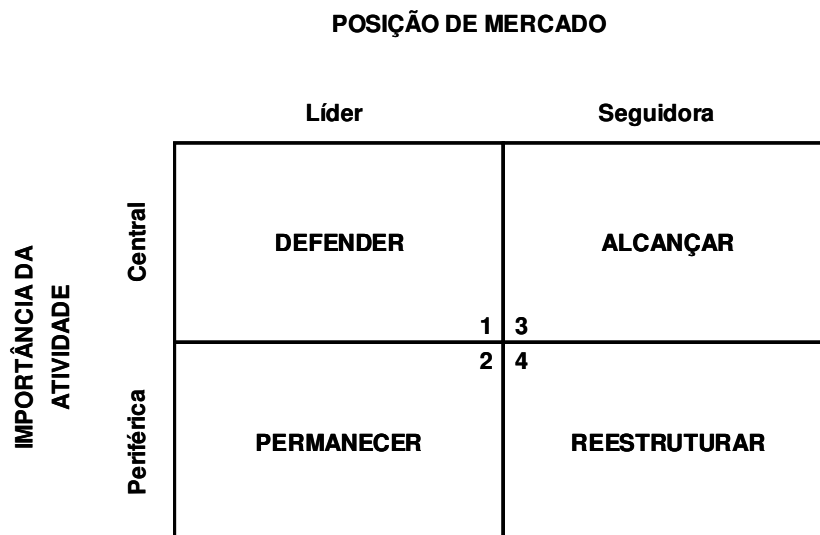 POSIÇÃO DE MERCADO
Líder
Seguidora
IMPORTÂNCIA DA
ATIVIDADE
Central
DEFENDER
ALCANÇAR
1
3
2
4
Periférica
PERMANECER
REESTRUTURAR